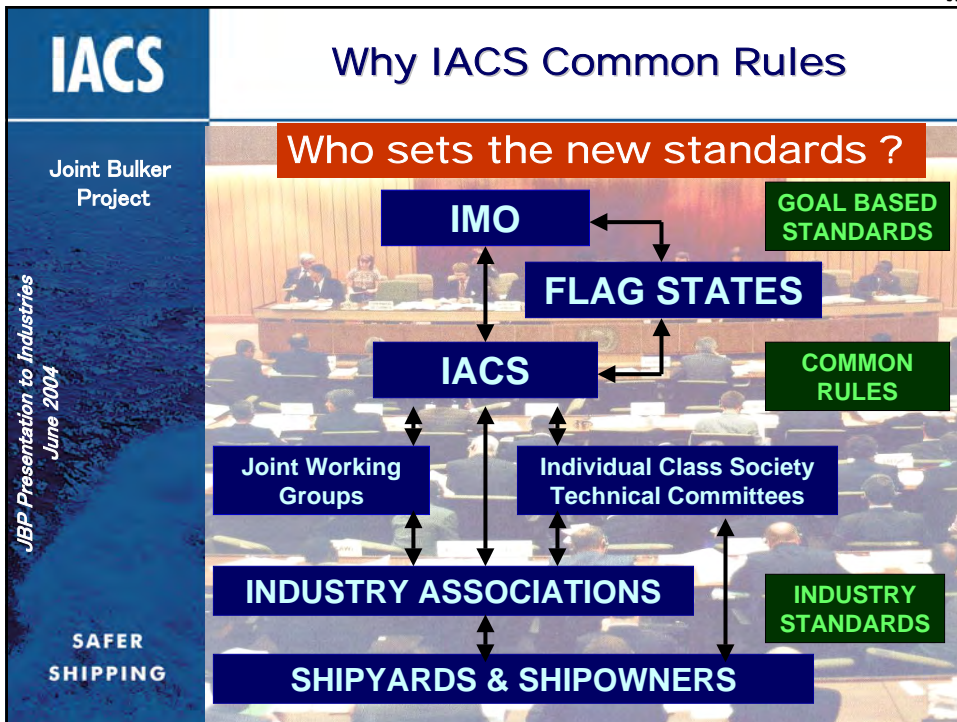 IACS
Why IACS Common Rules
Joint Bulker
Project
JBP Presentation to Industries
June 2004
SAFER
SHIPPING
Who sets the new standards ?
IMO
GOAL BASED
STANDARDS
FLAG STATES
IACS
COMMON
RULES
Joint Working
Groups
Individual Class Society
Technical Committees
INDUSTRY ASSOCIATIONS
INDUSTRY
STANDARDS
SHIPYARDS & SHIPOWNERS